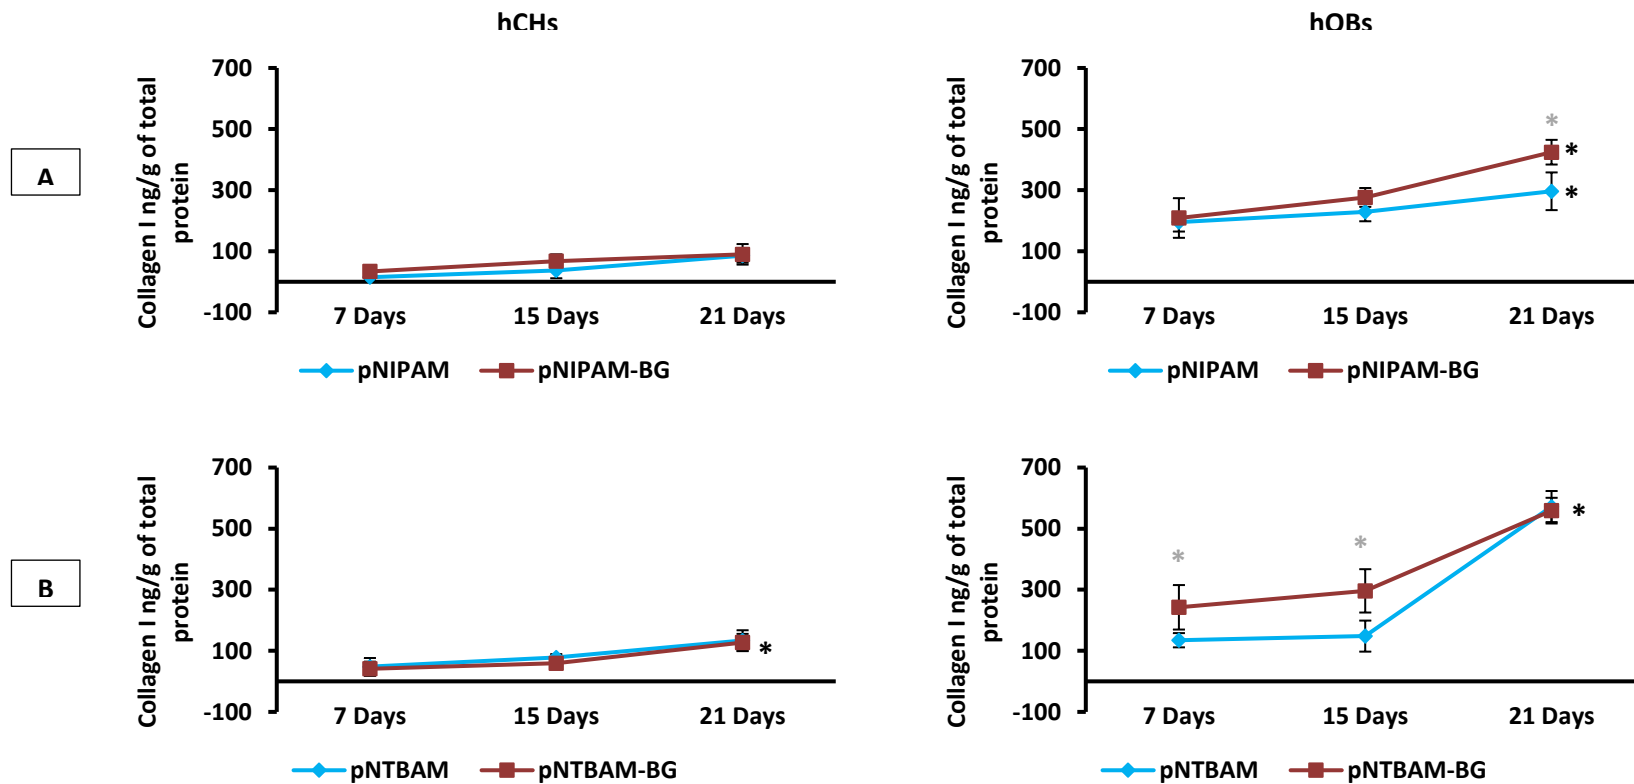 hCHs
hOBs
A
Collagen I ng/g of total
protein
700
500
300
100
-100
7 Days
15 Days
21 Days
pNIPAM
pNIPAM-BG
Collagen I ng/g of total
protein
700
500
300
100
-100
*
*
*
7 Days
15 Days
21 Days
pNIPAM
pNIPAM-BG
B
Collagen I ng/g of total
protein
700
500
300
100
-100
*
7 Days
15 Days
21 Days
pNTBAM
pNTBAM-BG
Collagen I ng/g of total
protein
700
500
300
100
-100
*
*
*
7 Days
15 Days
21 Days
pNTBAM
pNTBAM-BG